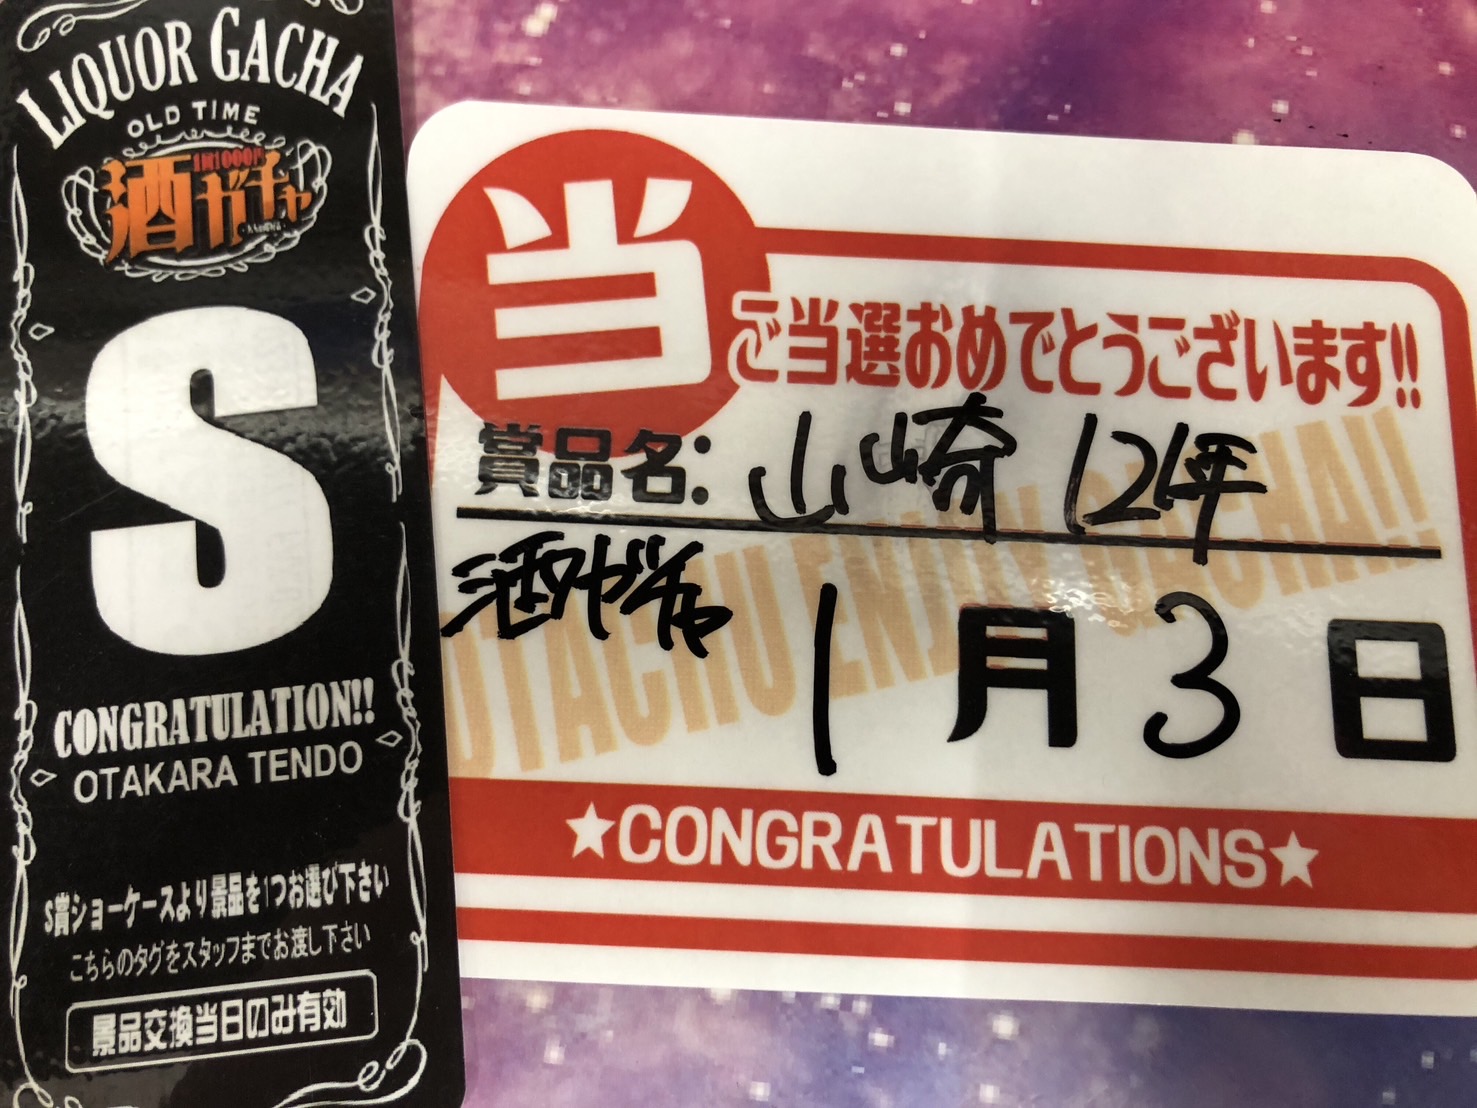 LIQUOR GACHA
OLD TIME
1回1000円
酒ガチャ
S
CONGRATULATION!!
OTAKARA TENDO
S賞ショーケースより景品を1つお選び下さい
こちらのタグをスタッフまでお渡し下さい
景品交換当日のみ有効
当
ご当選おめでとうございます!!
賞品名: 山崎 12年
酒ガチャ
1月3日
OTACHU ENJOY GACHA!!
★CONGRATULATIONS★